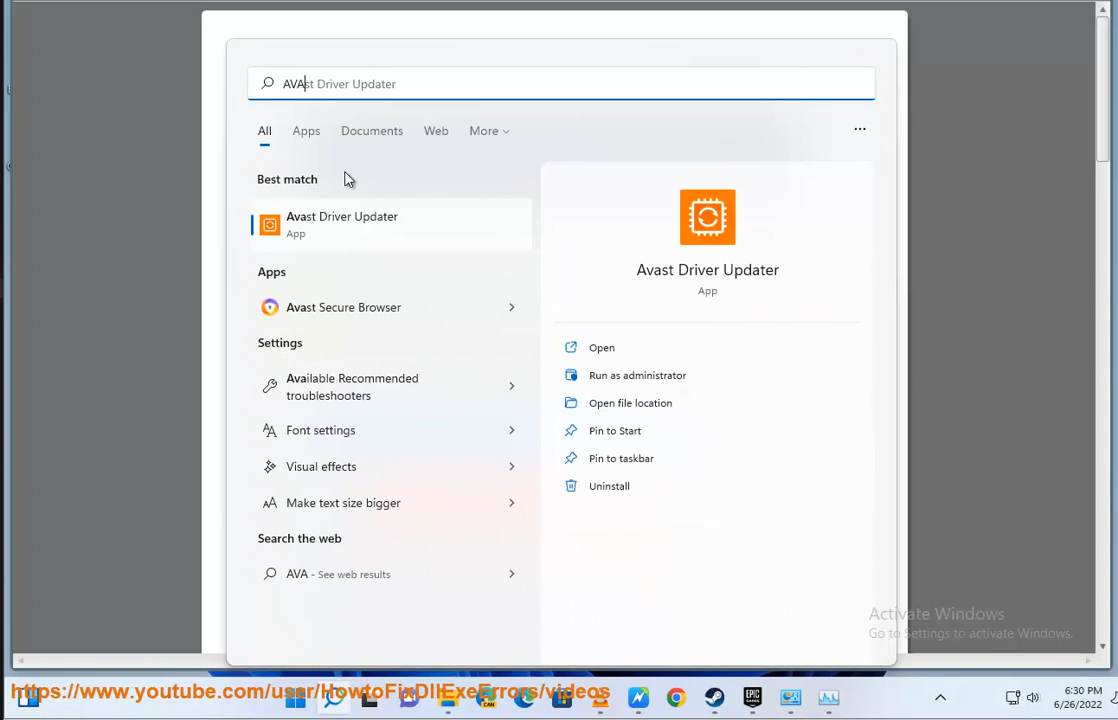 AVAst Driver Updater
All Apps Documents Web More
Best match
Avast Driver Updater
App
Apps
Avast Secure Browser
Settings
Available Recommended
troubleshooters
Font settings
Visual effects
Make text size bigger
Search the web
AVA - See web results
Avast Driver Updater
App
Open
Run as administrator
Open file location
Pin to Start
Pin to taskbar
Uninstall
Activate Windows
Go to Settings to activate Windows.
https://www.youtube.com/user/HowtoFixDllExeErrors/videos
CAN
EPIC
GAMES
6:30 PM
6/26/2022